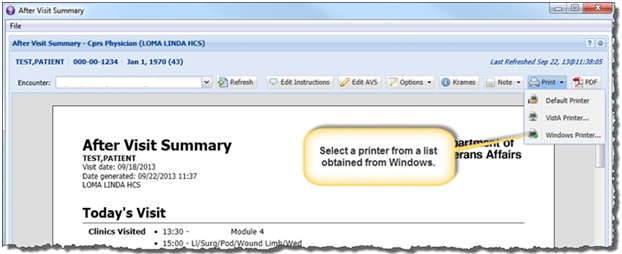 After Visit Summary
File
After Visit Summary - Cprs Physician (LOMA LINDA HCS)
TEST,PATIENT 000-00-1234 Jan 1, 1970 (43) Last Refreshed Sep 22, 13@11:38:05
Encounter: Refresh Edit Instructions Edit AVS Options Krames Note Print PDF
Default Printer
VistA Printer...
Windows Printer...
Select a printer from a list
obtained from Windows.
After Visit Summary
TEST,PATIENT
Visit date: 09/18/2013
Date generated: 09/22/2013 11:37
LOMA LINDA HCS
partment of
erans Affairs
Today's Visit
Clinics Visited • 13:30 - Module 4
• 15:00 - LI/Surg/Pod/Wound Limb/Wed